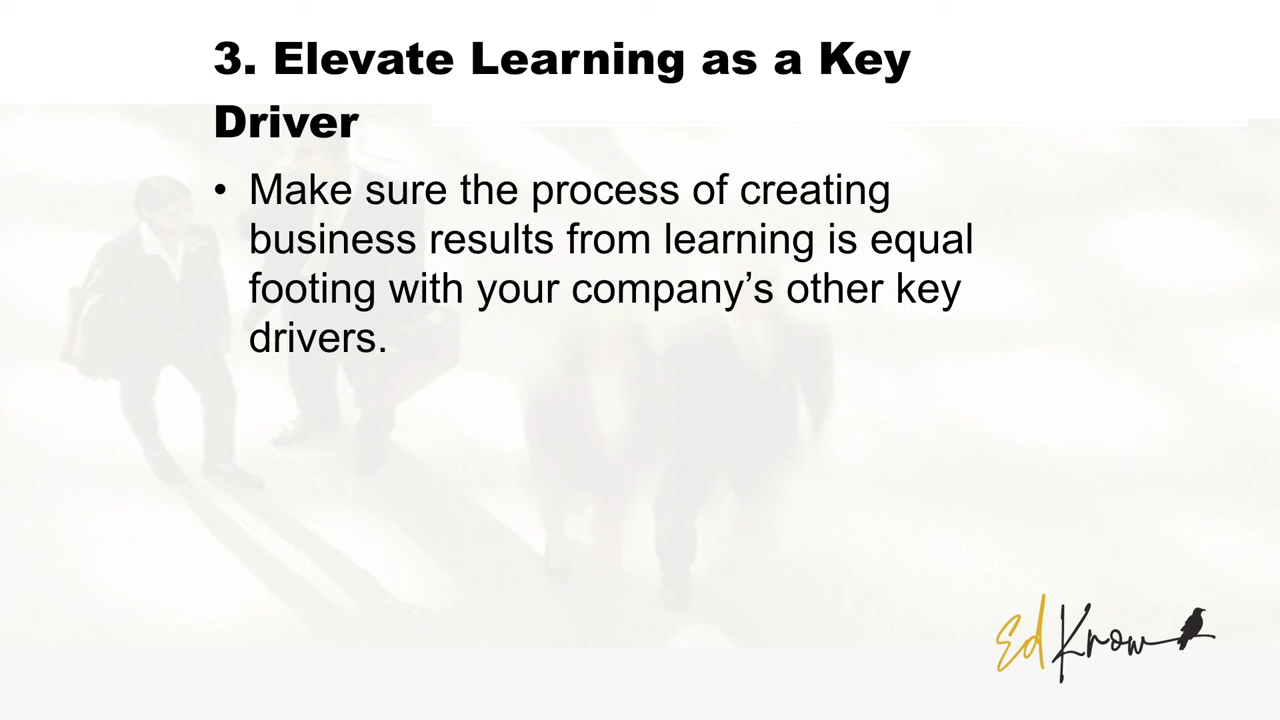 3. Elevate Learning as a Key
Driver
• Make sure the process of creating
business results from learning is equal
footing with your company’s other key
drivers.
Ed Know